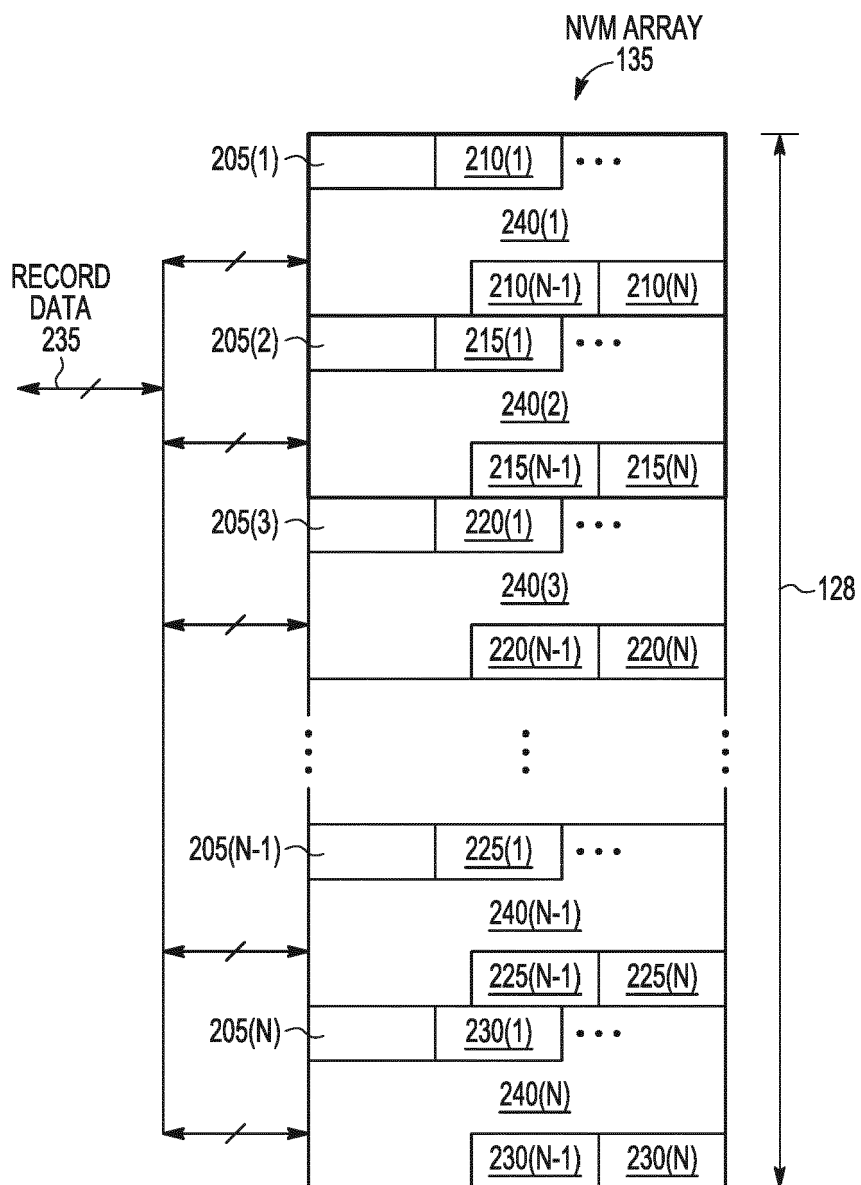 NVM ARRAY
135
205(1)
210(1)
240(1)
RECORD
DATA
235
210(N-1) 210(N)
205(2)
215(1)
240(2)
215(N-1) 215(N)
205(3)
220(1)
240(3)
128
220(N-1) 220(N)
205(N-1)
225(1)
240(N-1)
225(N-1) 225(N)
205(N)
230(1)
240(N)
230(N-1) 230(N)